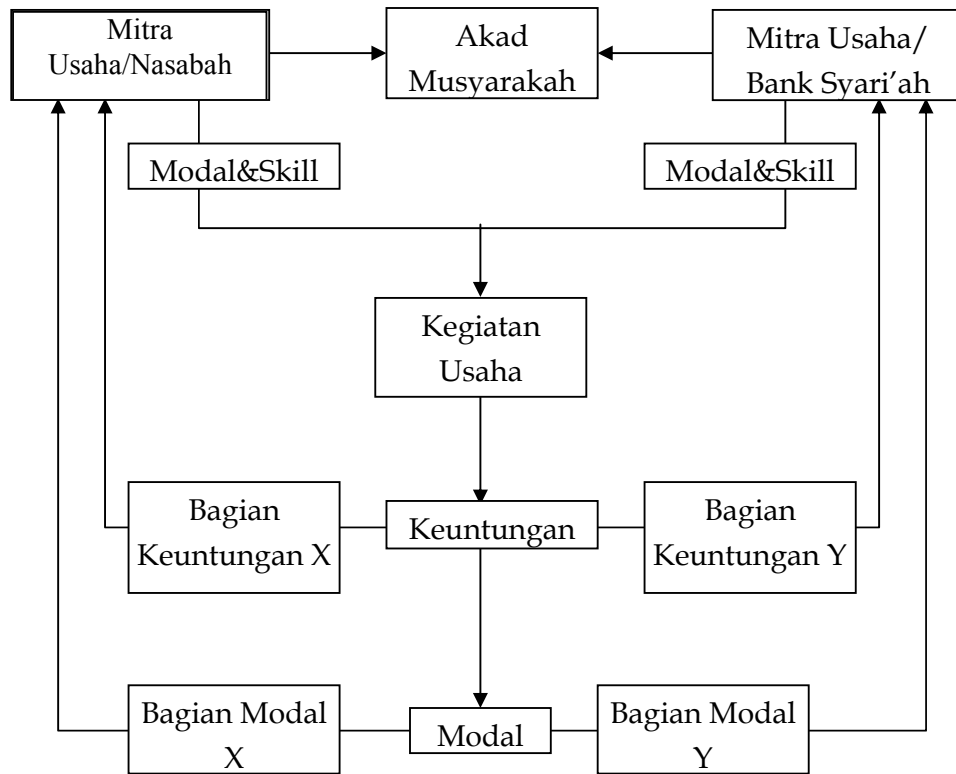 Mitra
Usaha/Nasabah
Akad
Musyarakah
Mitra Usaha/
Bank Syari’ah
Modal&Skill
Modal&Skill
Kegiatan
Usaha
Bagian
Keuntungan X
Keuntungan
Bagian
Keuntungan Y
Bagian Modal
X
Modal
Bagian Modal
Y